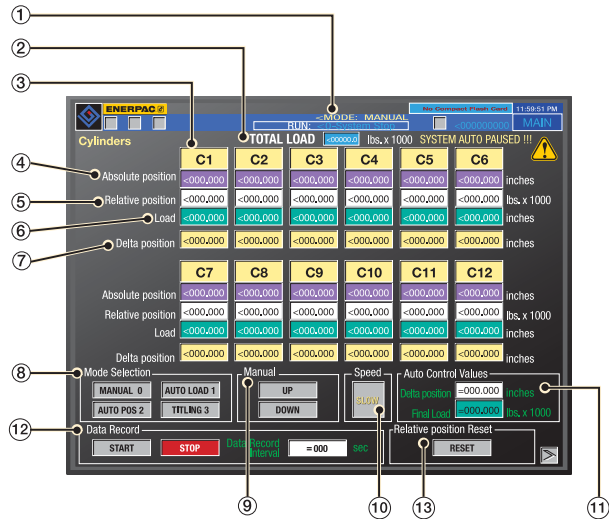 1
2
3
4
5
6
7
8
9
10
11
12
13
ENERPAC
<MODE: MANUAL
No Compact Flash Card
11:59:51 PM
RUN: <0-System Stop
<000000000
MAIN
Cylinders
TOTAL LOAD <00000.0 lbs. x 1000 SYSTEM AUTO PAUSED !!!
C1 C2 C3 C4 C5 C6
Absolute position <000.000 <000.000 <000.000 <000.000 <000.000 <000.000 inches
Relative position <000.000 <000.000 <000.000 <000.000 <000.000 <000.000 lbs. x 1000
Load <000.000 <000.000 <000.000 <000.000 <000.000 <000.000 inches
Delta position <000.000 <000.000 <000.000 <000.000 <000.000 <000.000 inches
C7 C8 C9 C10 C11 C12
Absolute position <000.000 <000.000 <000.000 <000.000 <000.000 <000.000 inches
Relative position <000.000 <000.000 <000.000 <000.000 <000.000 <000.000 lbs. x 1000
Load <000.000 <000.000 <000.000 <000.000 <000.000 <000.000 inches
Delta position <000.000 <000.000 <000.000 <000.000 <000.000 <000.000 inches
Mode Selection
MANUAL 0 AUTO LOAD 1
AUTO POS 2 TITLING 3
Manual
UP
DOWN
Speed
SLOW
Auto Control Values
Delta position =000.000 inches
Final Load =000.000 lbs. x 1000
Data Record
START STOP Data Record Interval =000 sec
Relative position Reset
RESET